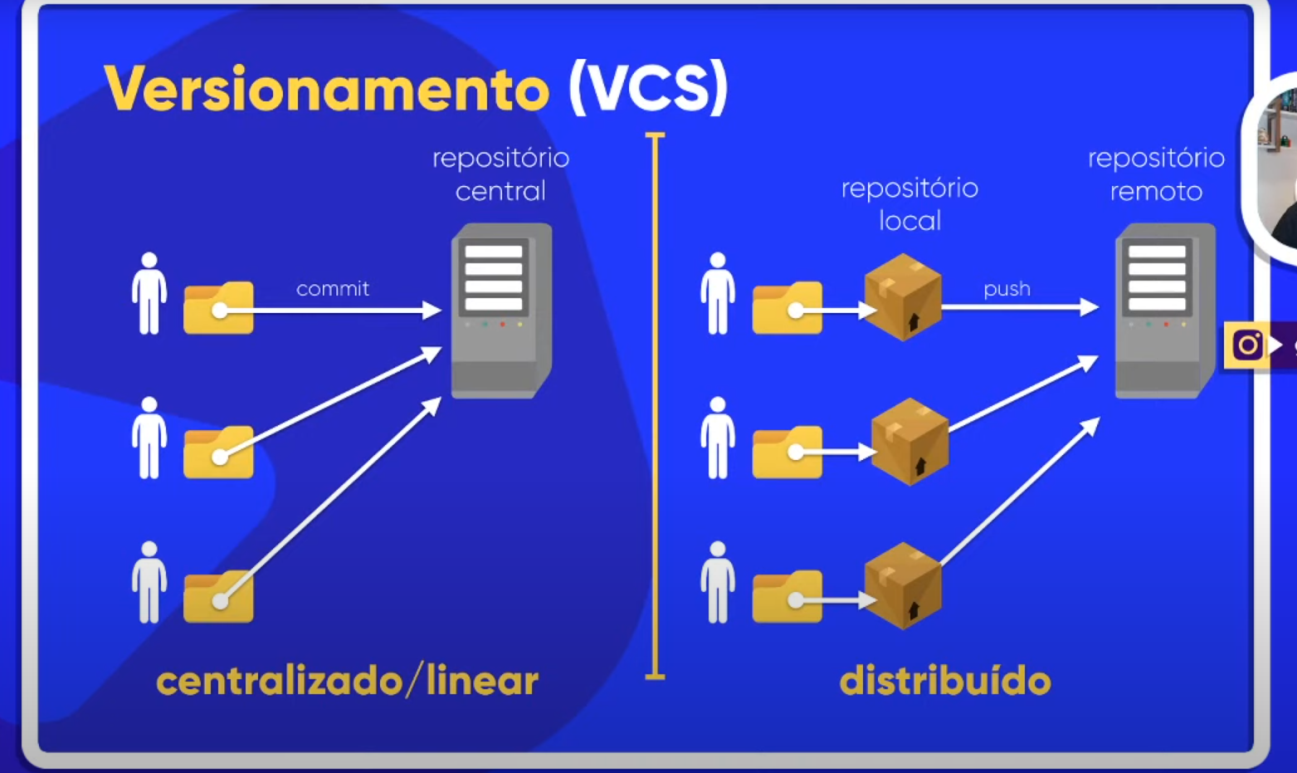 Versionamento (VCS)
repositório
central
commit
centralizado/linear
repositório
local
repositório
remoto
push
distribuído